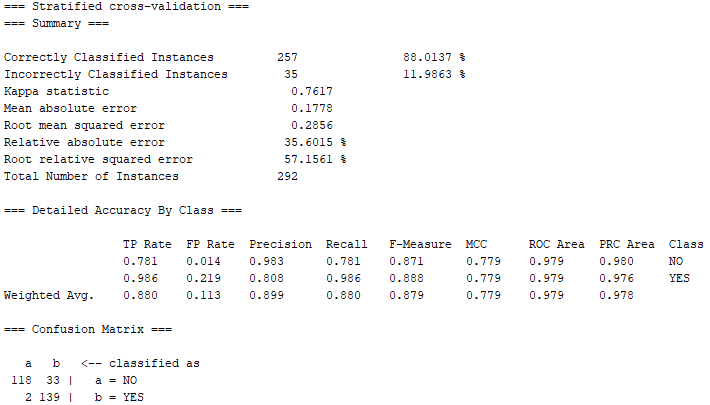 === Stratified cross-validation ===
=== Summary ===
Correctly Classified Instances 257 88.0137 %
Incorrectly Classified Instances 35 11.9863 %
Kappa statistic 0.7617
Mean absolute error 0.1778
Root mean squared error 0.2856
Relative absolute error 35.6015 %
Root relative squared error 57.1561 %
Total Number of Instances 292
=== Detailed Accuracy By Class ===
TP Rate FP Rate Precision Recall F-Measure MCC ROC Area PRC Area Class
0.781 0.014 0.983 0.781 0.871 0.779 0.979 0.980 NO
0.986 0.219 0.808 0.986 0.888 0.779 0.979 0.976 YES
Weighted Avg. 0.880 0.113 0.899 0.880 0.879 0.779 0.979 0.978
=== Confusion Matrix ===
a b <-- classified as
118 33 | a = NO
2 139 | b = YES